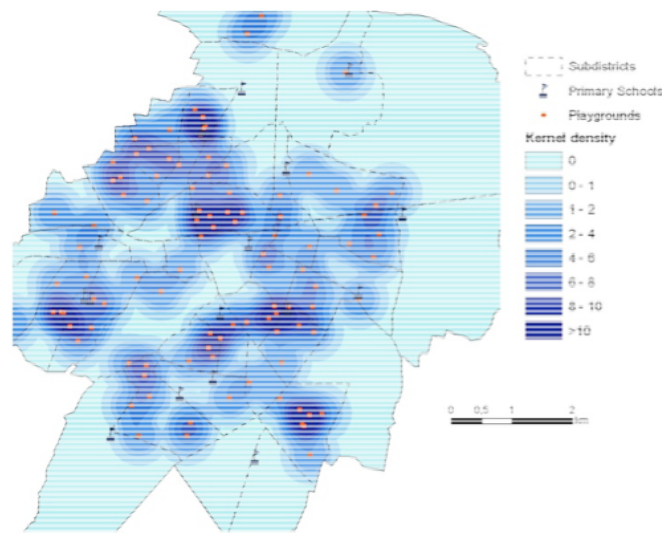 Subdistricts
Primary Schools
Playgrounds
Kernel density
0
0 - 1
1 - 2
2 - 4
4 - 6
6 - 8
8 - 10
>10
0 0,5 1 2
km